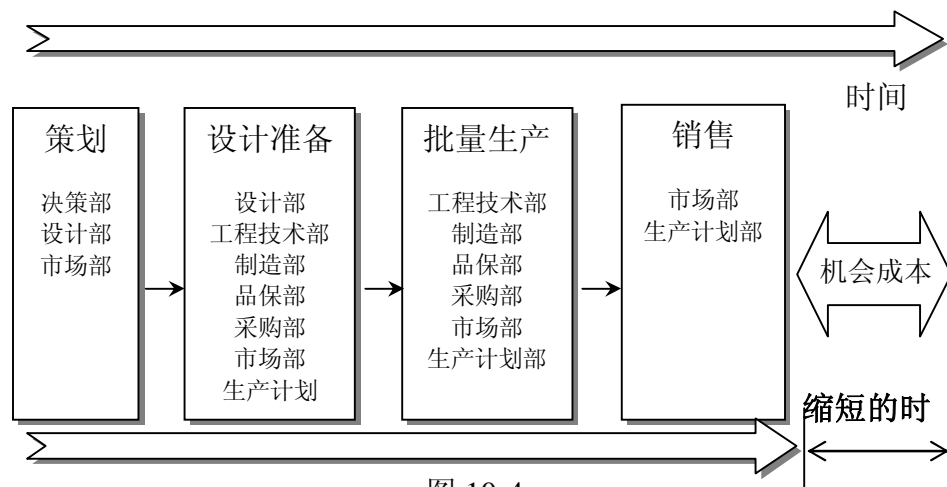 时间
策划
决策部
设计部
市场部
设计准备
设计部
工程技术部
制造部
品保部
采购部
市场部
生产计划
批量生产
工程技术部
制造部
品保部
采购部
市场部
生产计划部
销售
市场部
生产计划部
机会成本
缩短的时
图 10-4